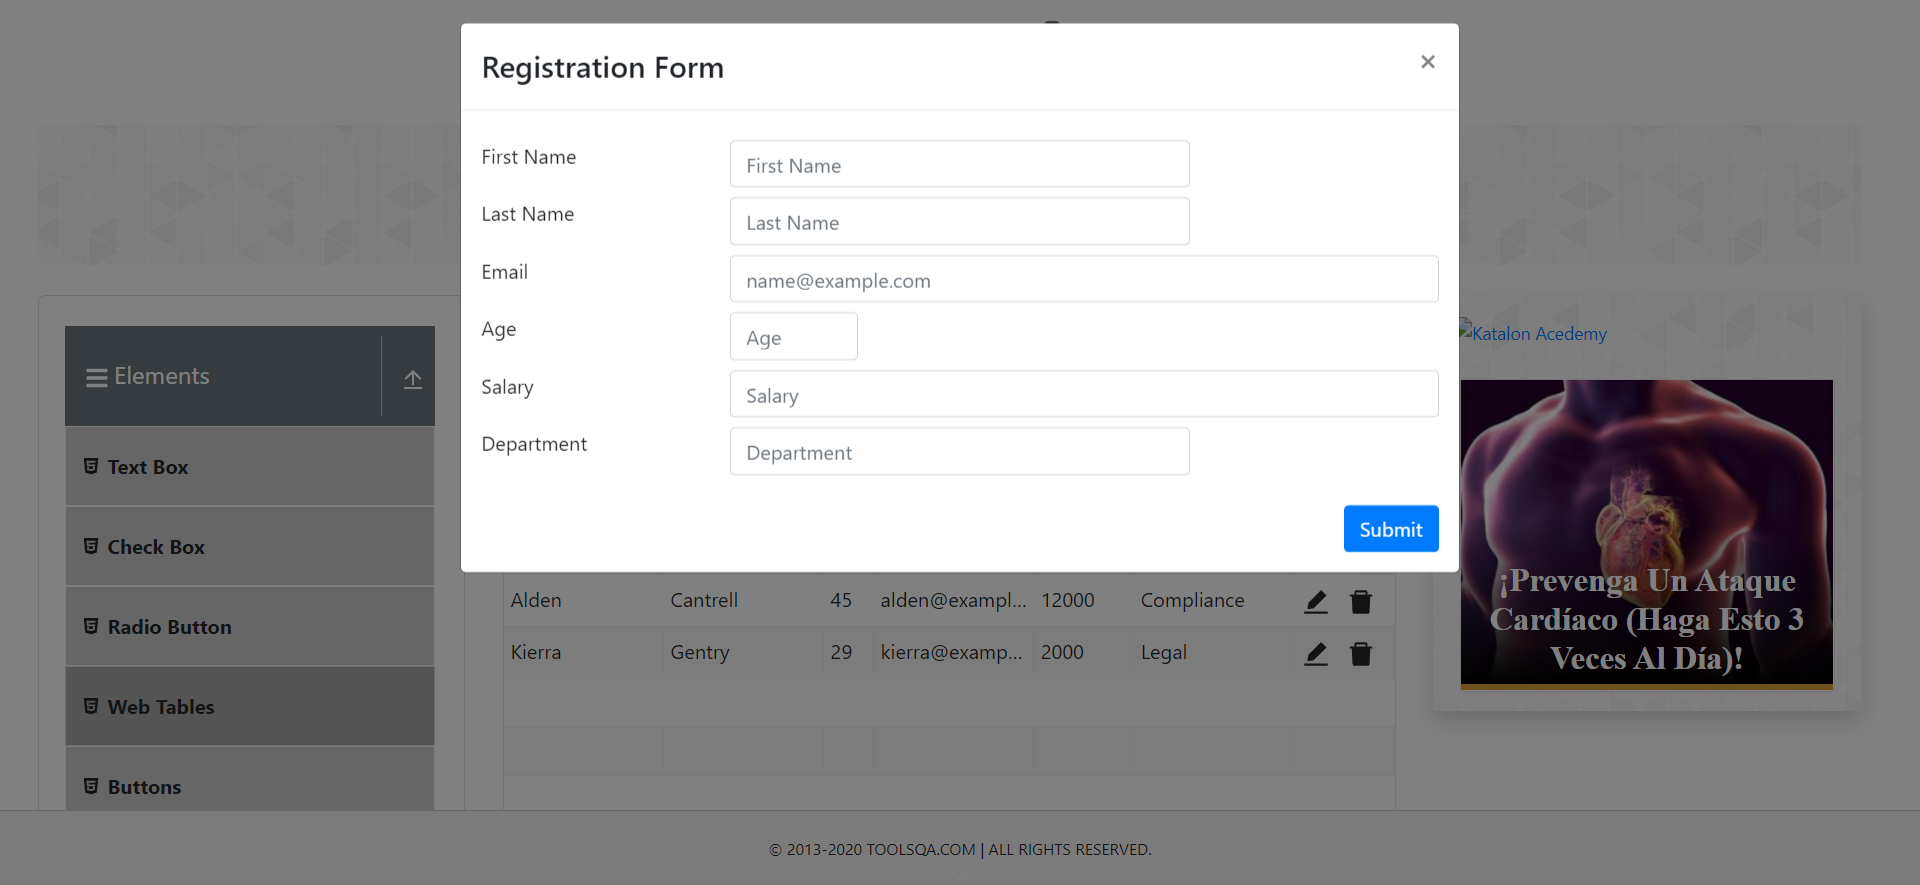 Registration Form
×
First Name
First Name
Last Name
Last Name
Email
name@example.com
Age
Age
Salary
Salary
Department
Department
Submit
Elements
Text Box
Check Box
Radio Button
Web Tables
Buttons
Alden Cantrell 45 alden@exampl... 12000 Compliance
Kierra Gentry 29 kierra@examp... 2000 Legal
Katalon Acedemy
¡Prevenga Un Ataque
Cardíaco (Haga Esto 3
Veces Al Día)!
© 2013-2020 TOOLSQA.COM | ALL RIGHTS RESERVED.